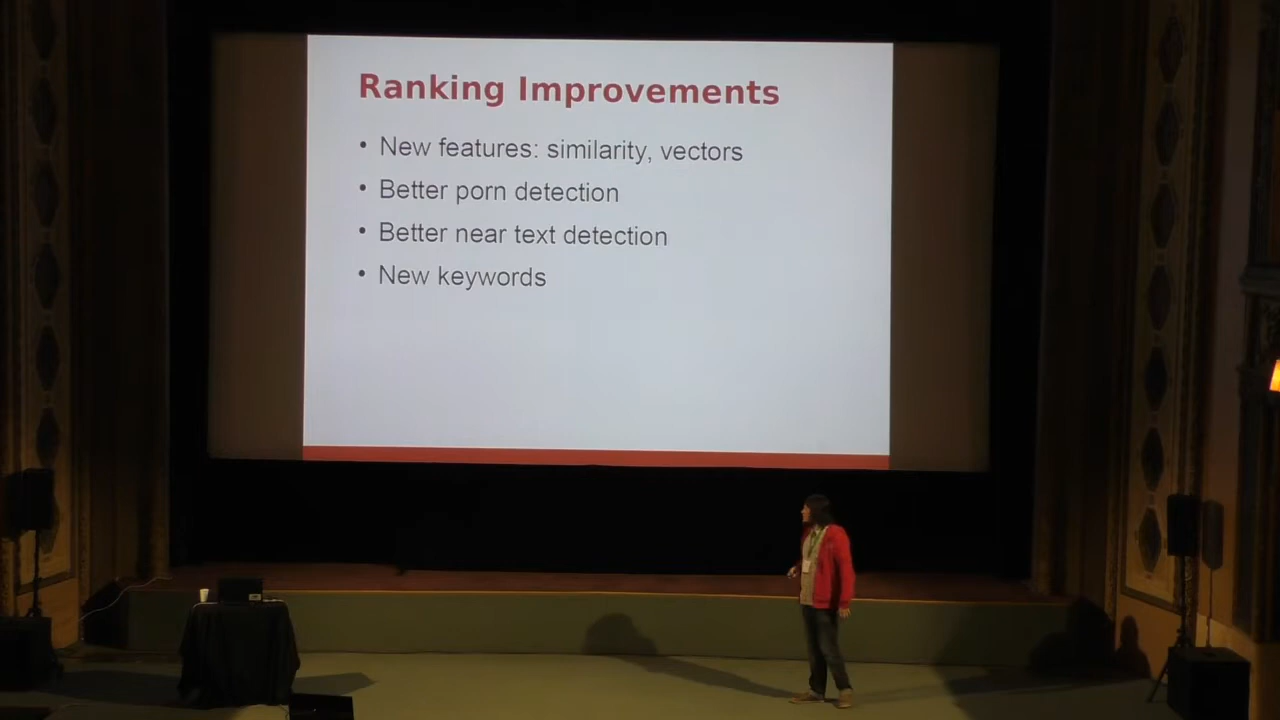 Ranking Improvements
• New features: similarity, vectors
• Better porn detection
• Better near text detection
• New keywords